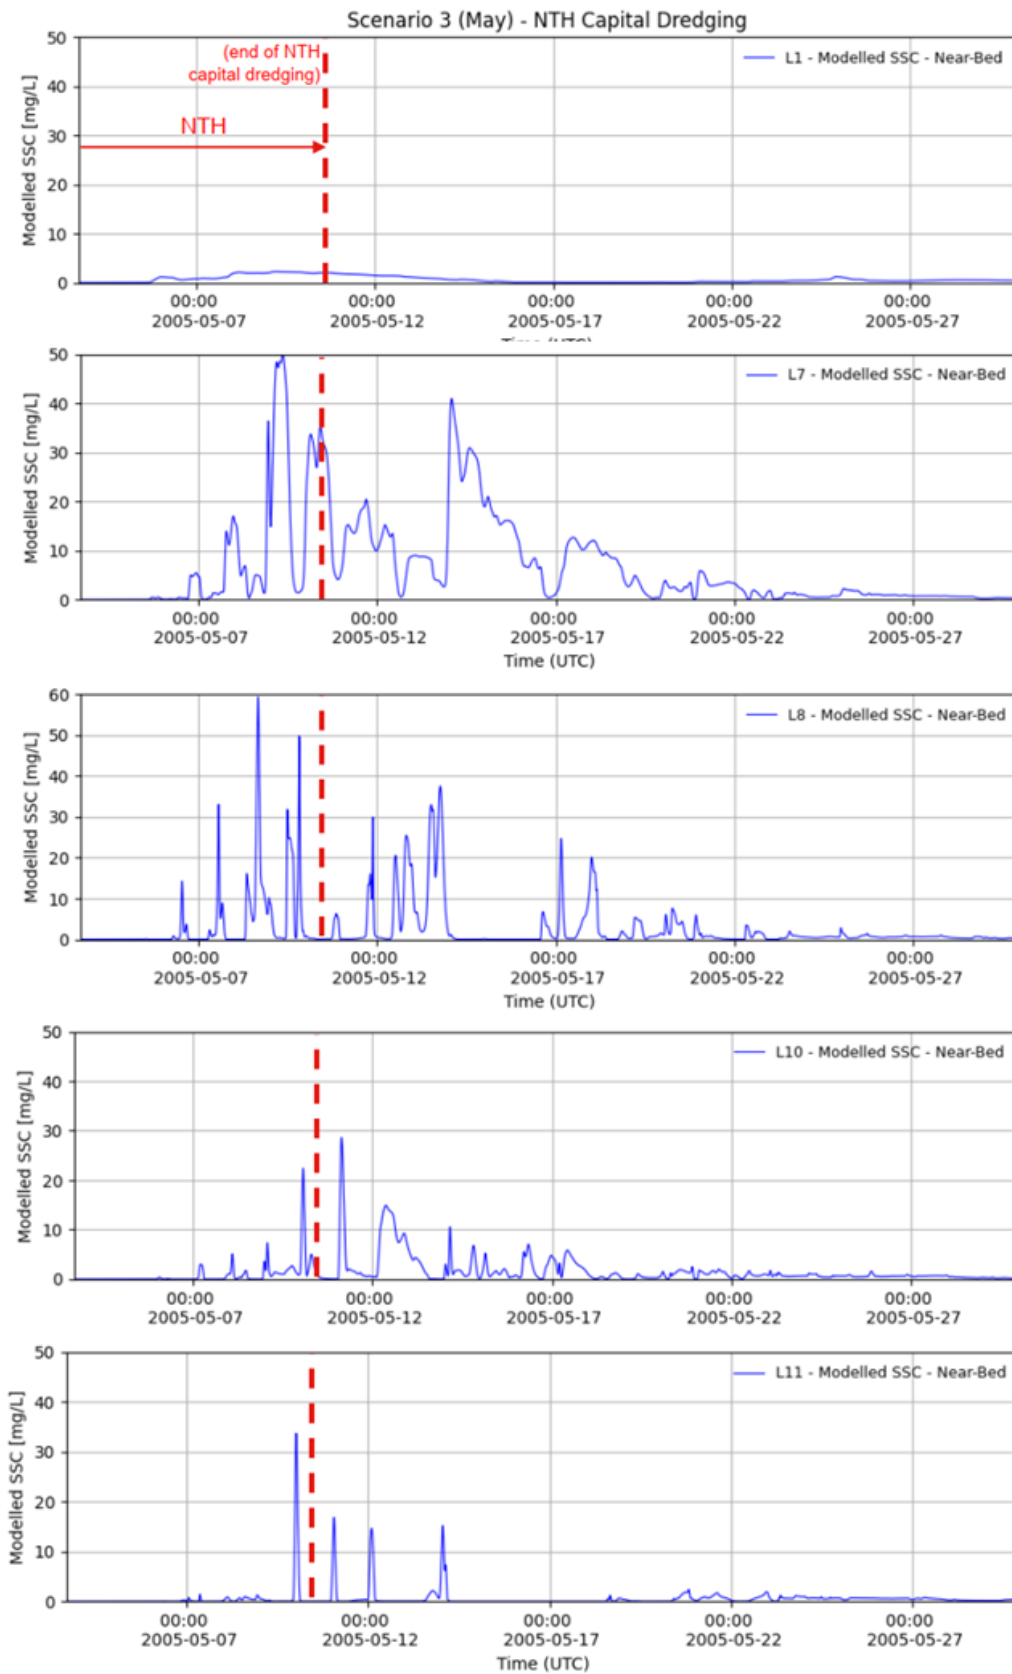 Scenario 3 (May) - NTH Capital Dredging
50
(end of NTH
capital dredging)
L1 - Modelled SSC - Near-Bed
40
30
NTH
20
10
0
Modelled SSC [mg/L]
00:00 00:00 00:00 00:00 00:00
2005-05-07 2005-05-12 2005-05-17 2005-05-22 2005-05-27
Time (UTC)
50
L7 - Modelled SSC - Near-Bed
40
30
20
10
0
Modelled SSC [mg/L]
00:00 00:00 00:00 00:00 00:00
2005-05-07 2005-05-12 2005-05-17 2005-05-22 2005-05-27
Time (UTC)
60
L8 - Modelled SSC - Near-Bed
50
40
30
20
10
0
Modelled SSC [mg/L]
00:00 00:00 00:00 00:00 00:00
2005-05-07 2005-05-12 2005-05-17 2005-05-22 2005-05-27
Time (UTC)
50
L10 - Modelled SSC - Near-Bed
40
30
20
10
0
Modelled SSC [mg/L]
00:00 00:00 00:00 00:00 00:00
2005-05-07 2005-05-12 2005-05-17 2005-05-22 2005-05-27
50
L11 - Modelled SSC - Near-Bed
40
30
20
10
0
Modelled SSC [mg/L]
00:00 00:00 00:00 00:00 00:00
2005-05-07 2005-05-12 2005-05-17 2005-05-22 2005-05-27
Time (UTC)